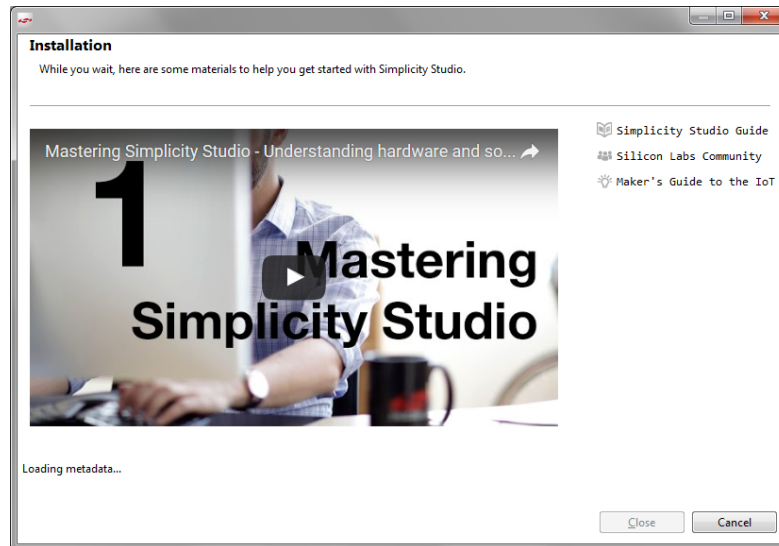 Installation
While you wait, here are some materials to help you get started with Simplicity Studio.
Mastering Simplicity Studio - Understanding hardware and so...
1
Mastering
Simplicity Studio
Simplicity Studio Guide
Silicon Labs Community
Maker's Guide to the IoT
Loading metadata...
Close
Cancel